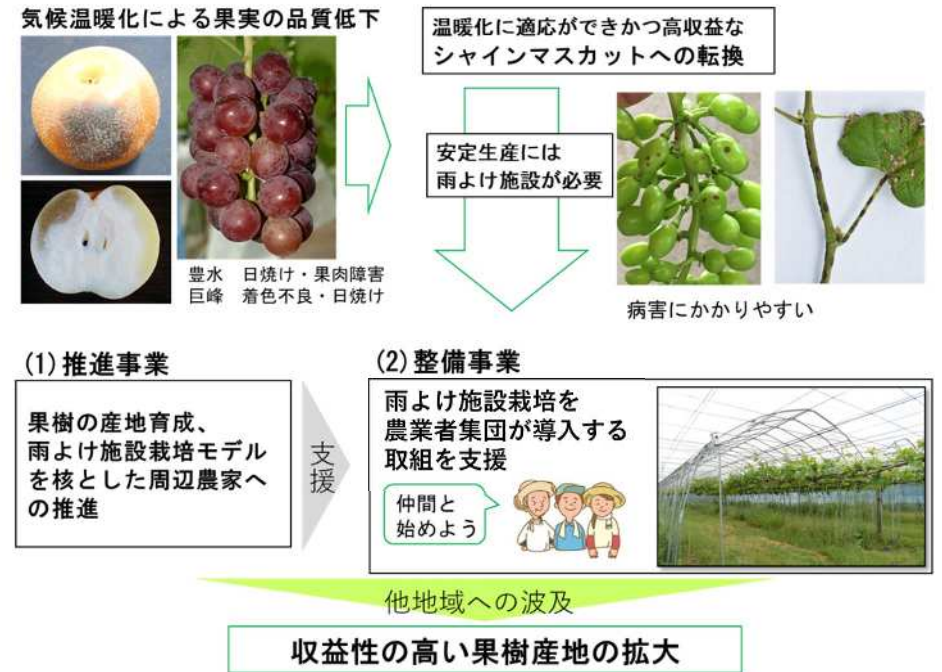 気候温暖化による果実の品質低下
温暖化に適応ができかつ高収益な
シャインマスカットへの転換
安定生産には
雨よけ施設が必要
豊水 日焼け・果肉障害
巨峰 着色不良・日焼け
病害にかかりやすい
(1)推進事業
果樹の産地育成、
雨よけ施設栽培モデル
を核とした周辺農家へ
の推進
支援
(2)整備事業
雨よけ施設栽培を
農業者集団が導入する
取組を支援
仲間と
始めよう
他地域への波及
収益性の高い果樹産地の拡大